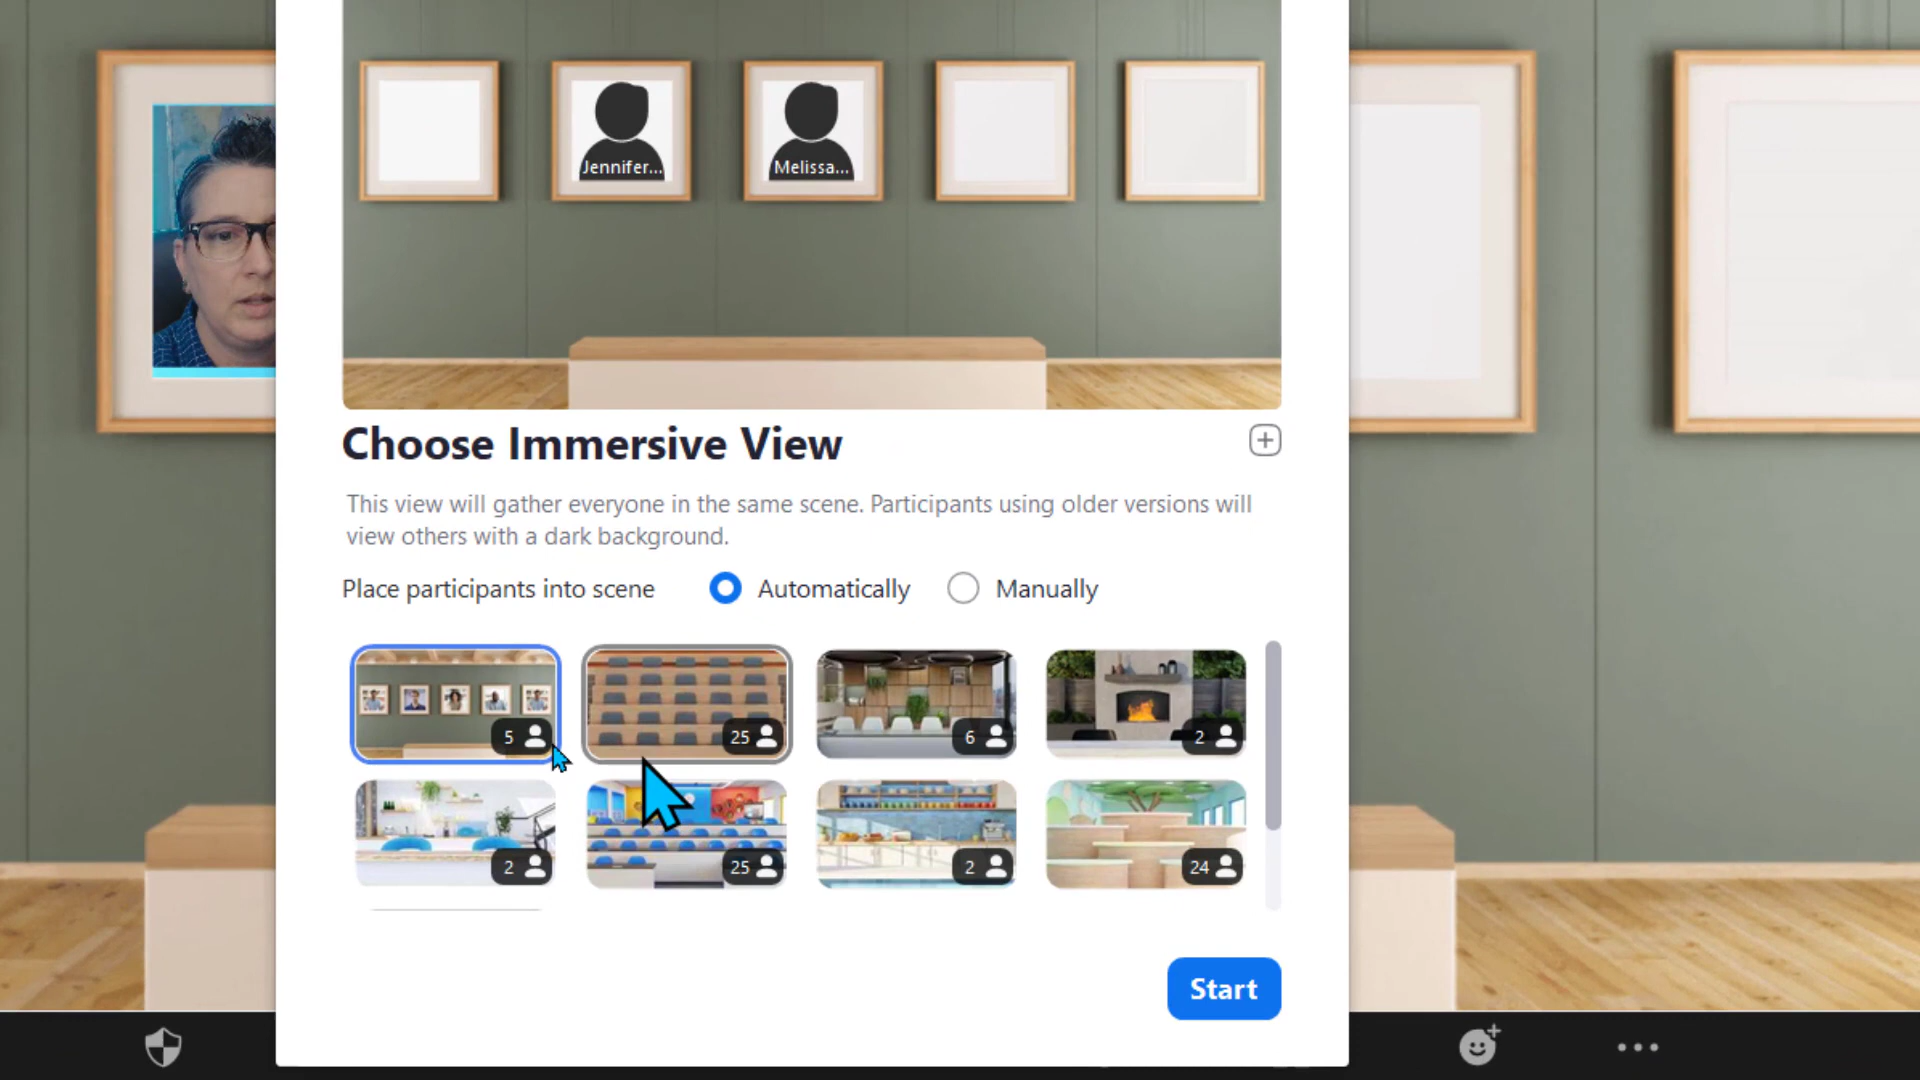 Jennifer...
Melissa...
Choose Immersive View
This view will gather everyone in the same scene. Participants using older versions will
view others with a dark background.
Place participants into scene Automatically Manually
5
25
6
2
2
25
2
24
Start